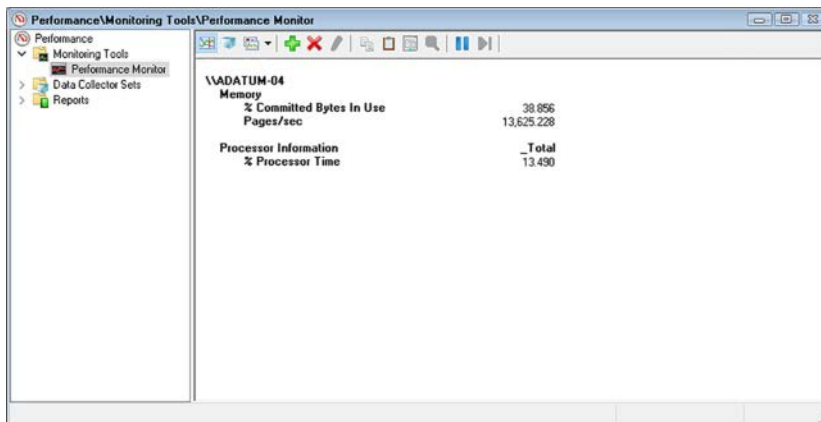 Performance\Monitoring Tools\Performance Monitor
Performance
Monitoring Tools
Performance Monitor
Data Collector Sets
Reports
\\ADATUM-04
Memory
% Committed Bytes In Use 38.856
Pages/sec 13,625.228
Processor Information _Total
% Processor Time 13.490